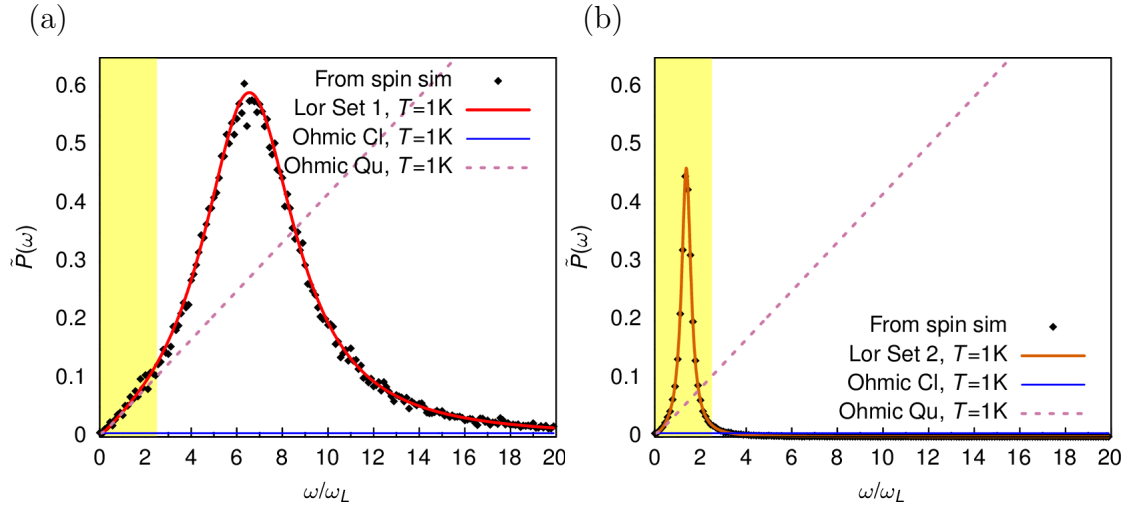 (a)
0.6
0.5
0.4
0.3
0.2
0.1
0
P̃(ω)
From spin sim
Lor Set 1, T=1K
Ohmic Cl, T=1K
Ohmic Qu, T=1K
0 2 4 6 8 10 12 14 16 18 20
ω/ω_L
(b)
0.6
0.5
0.4
0.3
0.2
0.1
0
P̃(ω)
From spin sim
Lor Set 2, T=1K
Ohmic Cl, T=1K
Ohmic Qu, T=1K
0 2 4 6 8 10 12 14 16 18 20
ω/ω_L